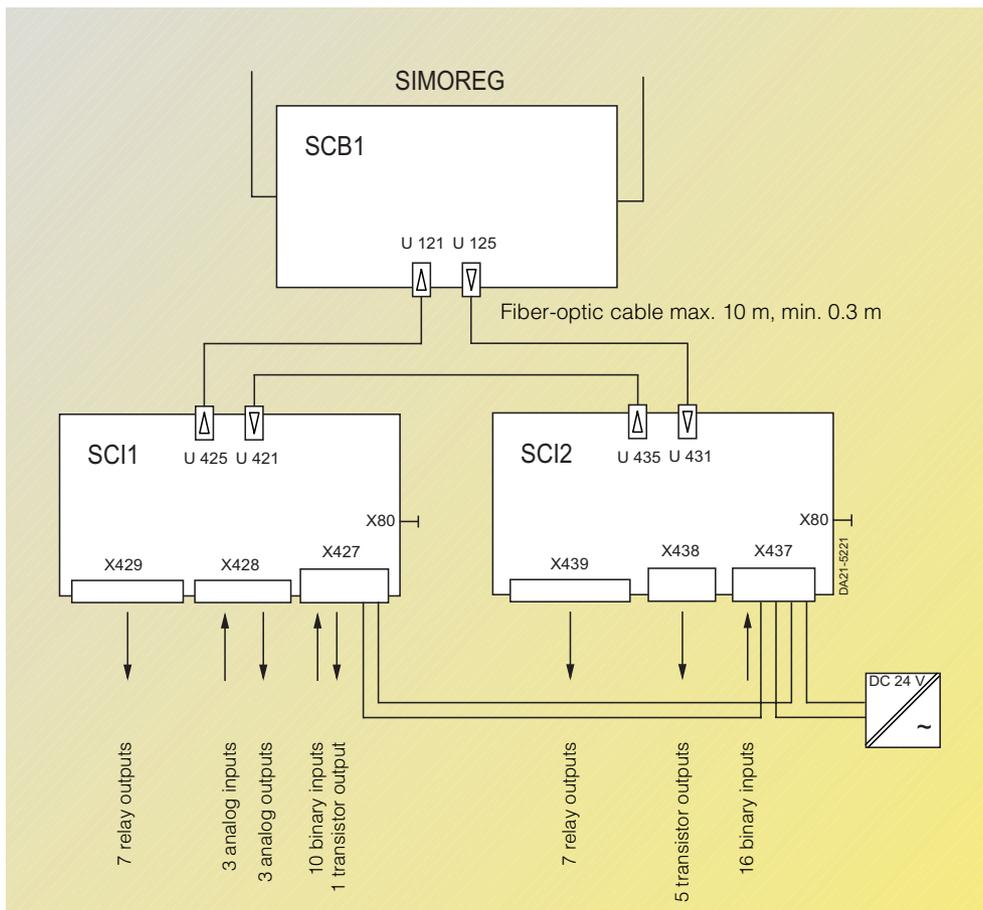 SIMOREG
SCB1
U 121 U 125
Fiber-optic cable max. 10 m, min. 0.3 m
SCI1
U 425 U 421
X80
X429
X428
X427
SCI2
U 435 U 431
X80
X439
X438
X437
DA21-5221
DC 24 V
~
7 relay outputs
3 analog inputs
3 analog outputs
10 binary inputs
1 transistor output
7 relay outputs
5 transistor outputs
16 binary inputs